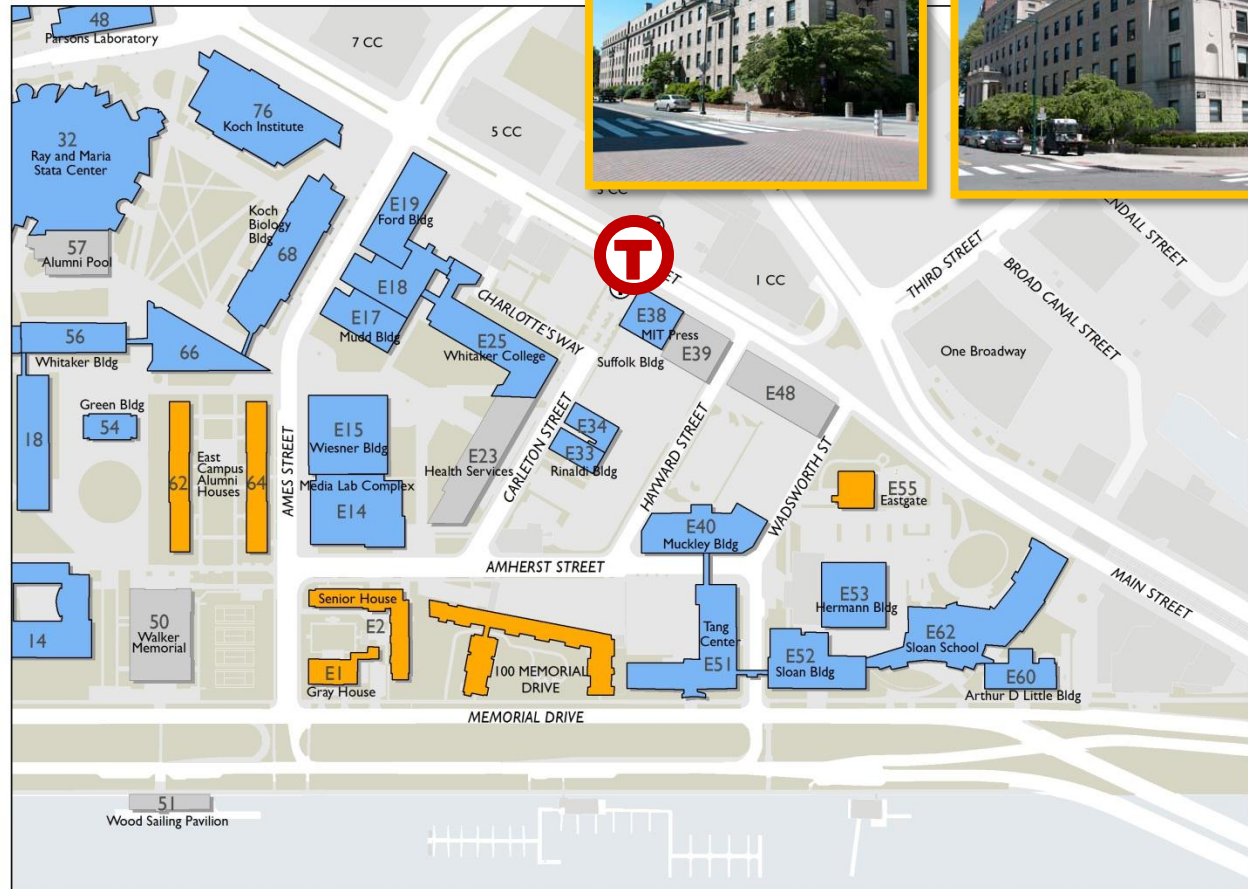 48
Parsons Laboratory
7 CC
76
Koch Institute
5 CC
32
Ray and Maria
Stata Center
E19
Ford Bldg
Koch
Biology
Bldg
57
Alumni Pool
68
T
1 CC
THIRD STREET
BROAD CANAL STREET
E18
CHARLOTTE'S WAY
E17
Mudd Bldg
E38
MIT Press
Suffolk Bldg
E39
E25
Whitaker College
56
Whitaker Bldg
66
One Broadway
E48
Green Bldg
54
18
E15
Wiesner Bldg
E34
E33
Rinaldi Bldg
CARLETON STREET
HAYWARD STREET
WADSWORTH ST
E23
Health Services
62
East
Campus
Alumni
Houses
64
AMES STREET
Media Lab Complex
E14
E55
Eastgate
E40
Muckley Bldg
AMHERST STREET
MAIN STREET
14
50
Walker
Memorial
Senior House
E2
E1
Gray House
100 MEMORIAL
DRIVE
Tang
Center
E51
E53
Hermann Bldg
E52
Sloan Bldg
E62
Sloan School
E60
Arthur D Little Bldg
MEMORIAL DRIVE
51
Wood Sailing Pavilion